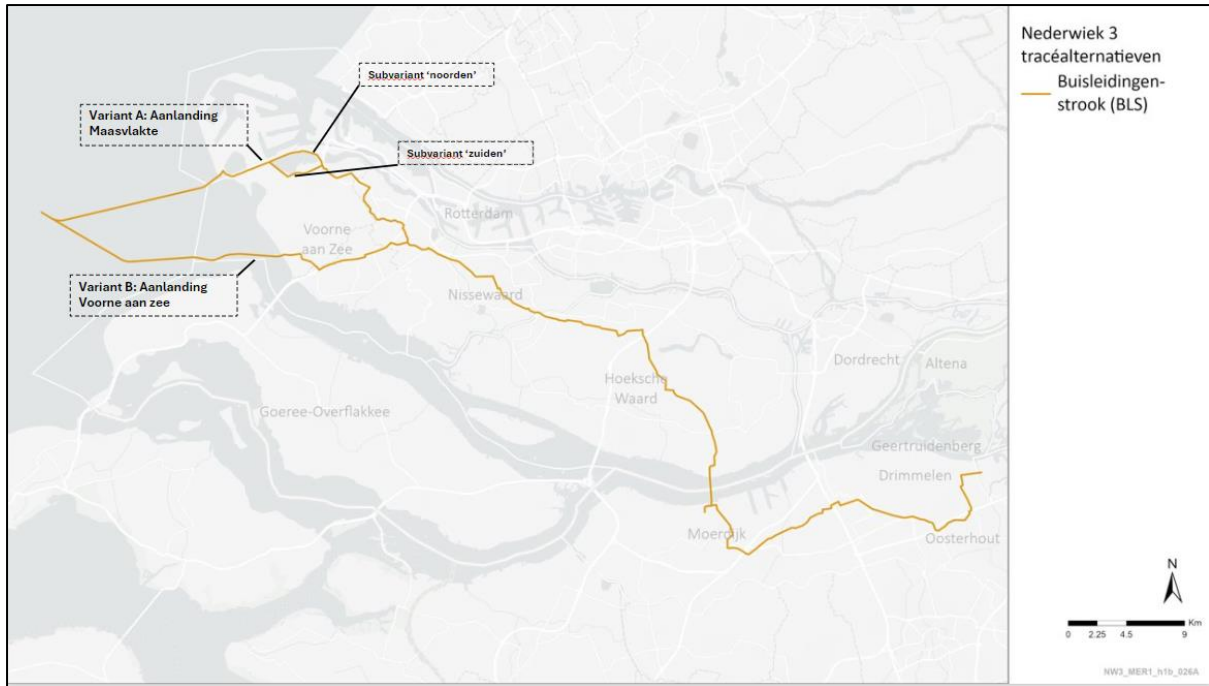 Nederwiek 3
tracéalternatieven
Buisleidingen-
strook (BLS)
Subvariant ‘noorden’
Variant A: Aanlanding
Maasvlakte
Subvariant ‘zuiden’
Rotterdam
Voorne
aan Zee
Variant B: Aanlanding
Voorne aan zee
Nissewaard
Dordrecht
Altena
Hoeksche
Waard
Goeree-Overflakkee
Geertruidenberg
Drimmelen
Moerdijk
Oosterhout
N
Km
0 2.25 4.5 9
NW3_MER1_h1b_026A